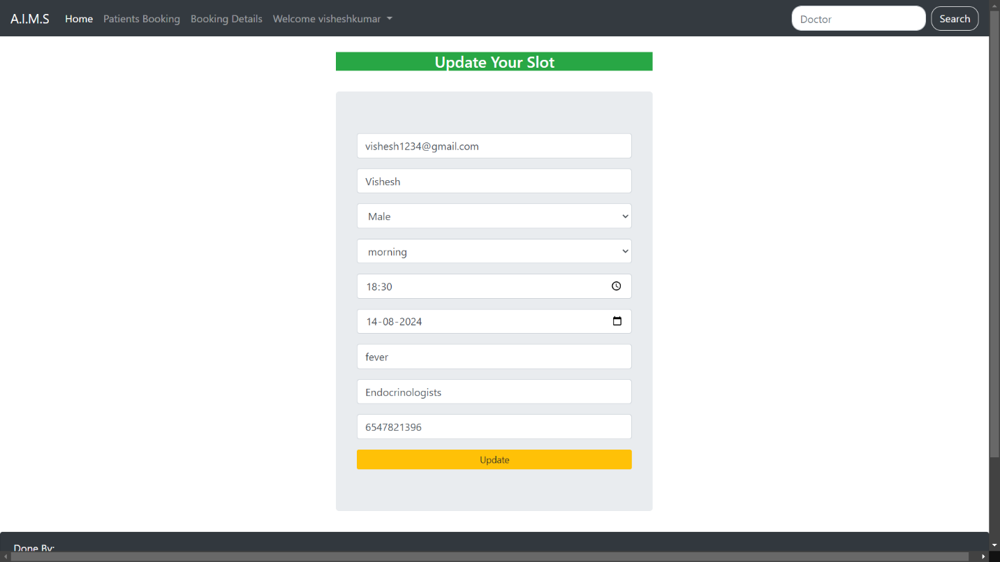 A.I.M.S Home Patients Booking Booking Details Welcome visheshkumar Doctor Search
Update Your Slot
vishesh1234@gmail.com
Vishesh
Male
morning
18:30
14-08-2024
fever
Endocrinologists
6547821396
Update
Done By: